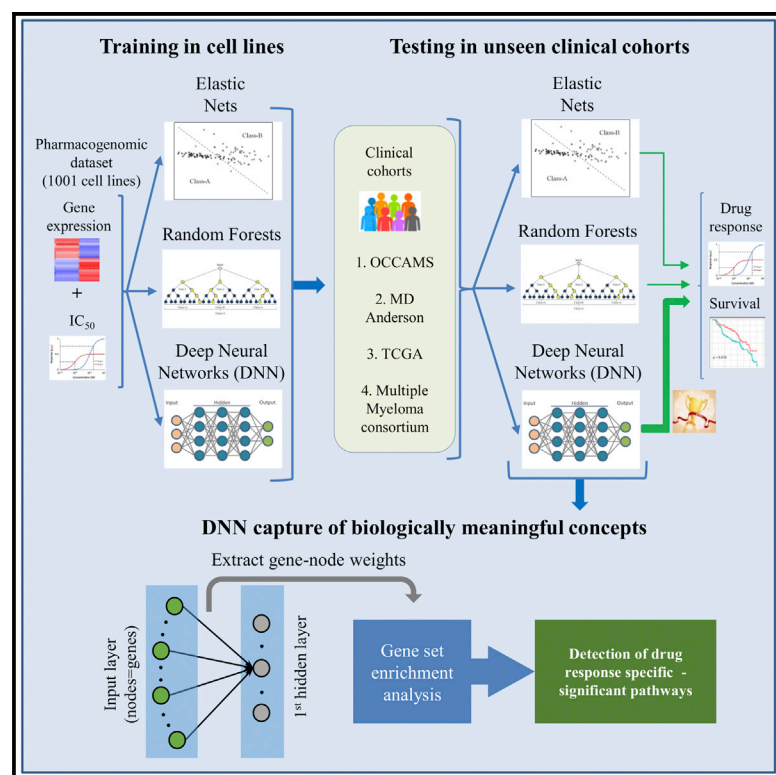 Training in cell lines
Testing in unseen clinical cohorts
Pharmacogenomic
dataset
(1001 cell lines)
Gene
expression
+
IC50
Elastic
Nets
Class-B
Class-A
Random Forests
Deep Neural
Networks (DNN)
Input
Hidden
Output
Clinical
cohorts
1. OCCAMS
2. MD
Anderson
3. TCGA
4. Multiple
Myeloma
consortium
Elastic
Nets
Class-B
Class-A
Random Forests
Deep Neural
Networks (DNN)
Input
Hidden
Output
Drug
response
Survival
DNN capture of biologically meaningful concepts
Extract gene-node weights
Input layer
(nodes=genes)
1st hidden layer
Gene set
enrichment
analysis
Detection of drug
response specific -
significant pathways